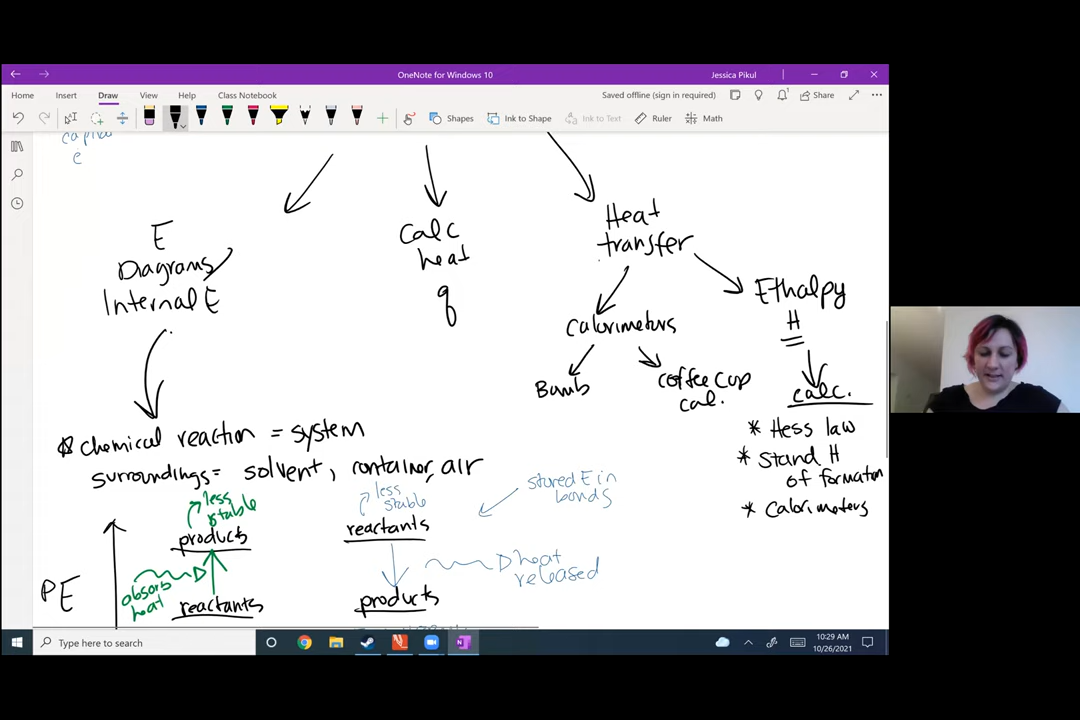 OneNote for Windows 10
Jessica Pikul
Home Insert Draw View Help Class Notebook
Saved offline (sign in required)
Share
Shapes
Ink to Shape
Ink to Text
Ruler
Math
E
Diagrams
Internal E
Calc
heat
q
Heat
transfer
Calorimeters
Bomb
coffee cup
cal.
Ethalpy
H
calc.
* Hess law
* Stand H
of formation
* Calorimeters
chemical reaction = system
surroundings = solvent, container, air
less
stable
products
absorb
heat
reactants
PE
less
stable
reactants
stored E in
bonds
heat
released
products
Type here to search
10:29 AM
10/26/2021